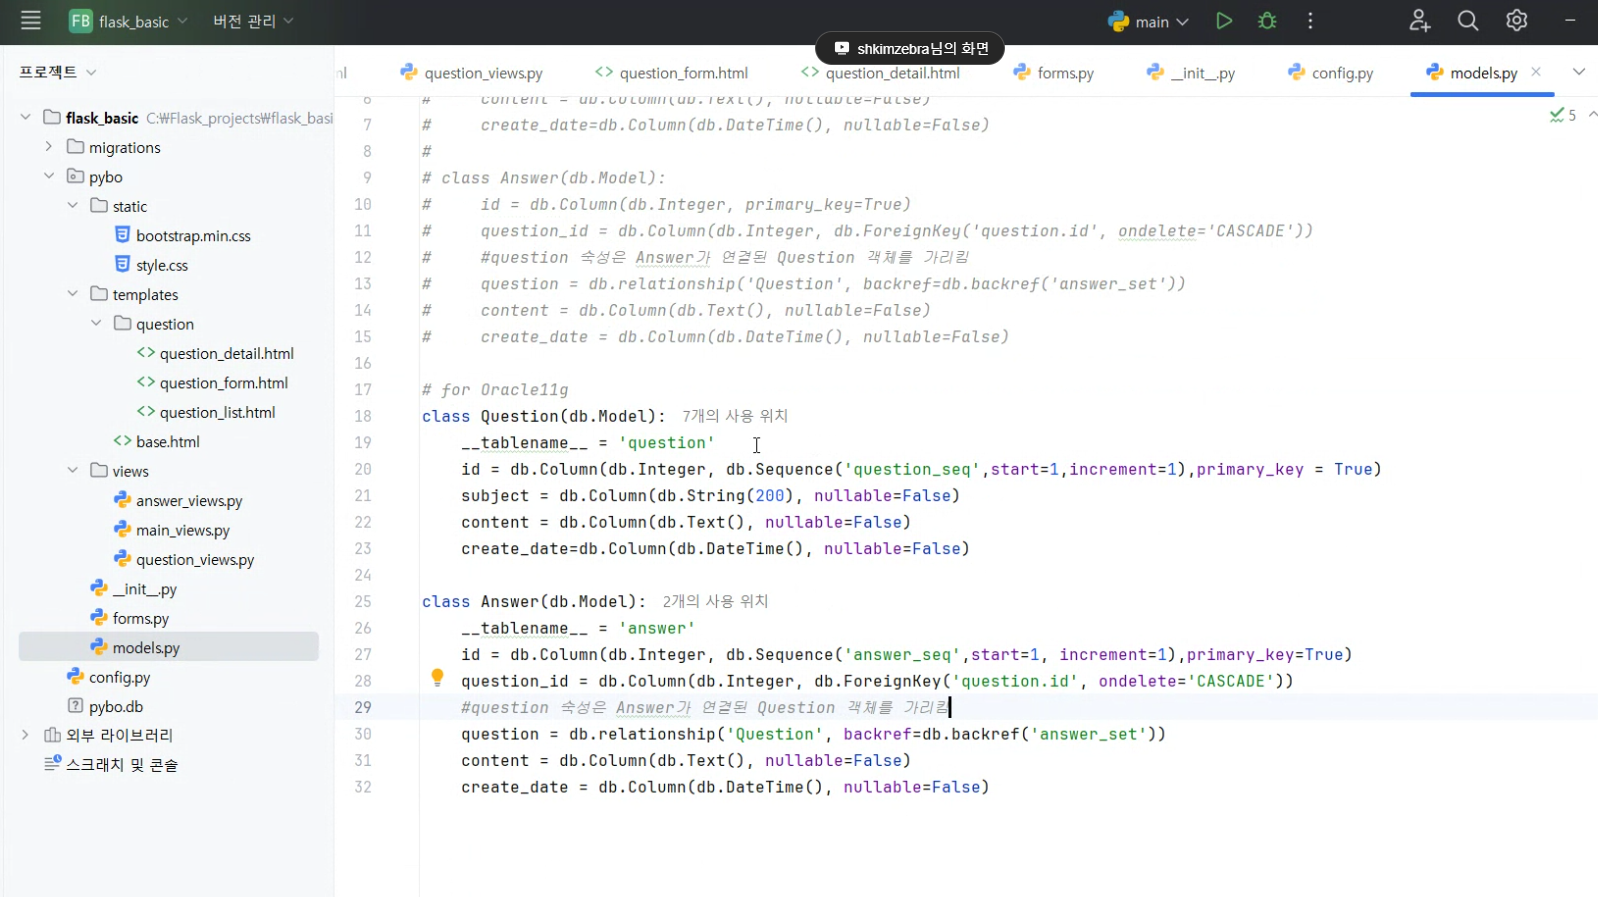 FB flask_basic 버전 관리 main
shkimzebra님의 화면
프로젝트
ml question_views.py question_form.html question_detail.html forms.py __init__.py config.py models.py
flask_basic C:₩Flask_projects₩flask_basi
migrations
pybo
static
bootstrap.min.css
style.css
templates
question
question_detail.html
question_form.html
question_list.html
base.html
views
answer_views.py
main_views.py
question_views.py
__init__.py
forms.py
models.py
config.py
pybo.db
외부 라이브러리
스크래치 및 콘솔
5
6 #     content = db.Column(db.Text(), nullable=False)
7 #     create_date=db.Column(db.DateTime(), nullable=False)
8 #
9 # class Answer(db.Model):
10 #     id = db.Column(db.Integer, primary_key=True)
11 #     question_id = db.Column(db.Integer, db.ForeignKey('question.id', ondelete='CASCADE'))
12 #     #question 속성은 Answer가 연결된 Question 객체를 가리킴
13 #     question = db.relationship('Question', backref=db.backref('answer_set'))
14 #     content = db.Column(db.Text(), nullable=False)
15 #     create_date = db.Column(db.DateTime(), nullable=False)
16
17 # for Oracle11g
18 class Question(db.Model): 7개의 사용 위치
19     __tablename__ = 'question'
20     id = db.Column(db.Integer, db.Sequence('question_seq',start=1,increment=1),primary_key = True)
21     subject = db.Column(db.String(200), nullable=False)
22     content = db.Column(db.Text(), nullable=False)
23     create_date=db.Column(db.DateTime(), nullable=False)
24
25 class Answer(db.Model): 2개의 사용 위치
26     __tablename__ = 'answer'
27     id = db.Column(db.Integer, db.Sequence('answer_seq',start=1, increment=1),primary_key=True)
28     question_id = db.Column(db.Integer, db.ForeignKey('question.id', ondelete='CASCADE'))
29     #question 속성은 Answer가 연결된 Question 객체를 가리킴
30     question = db.relationship('Question', backref=db.backref('answer_set'))
31     content = db.Column(db.Text(), nullable=False)
32     create_date = db.Column(db.DateTime(), nullable=False)